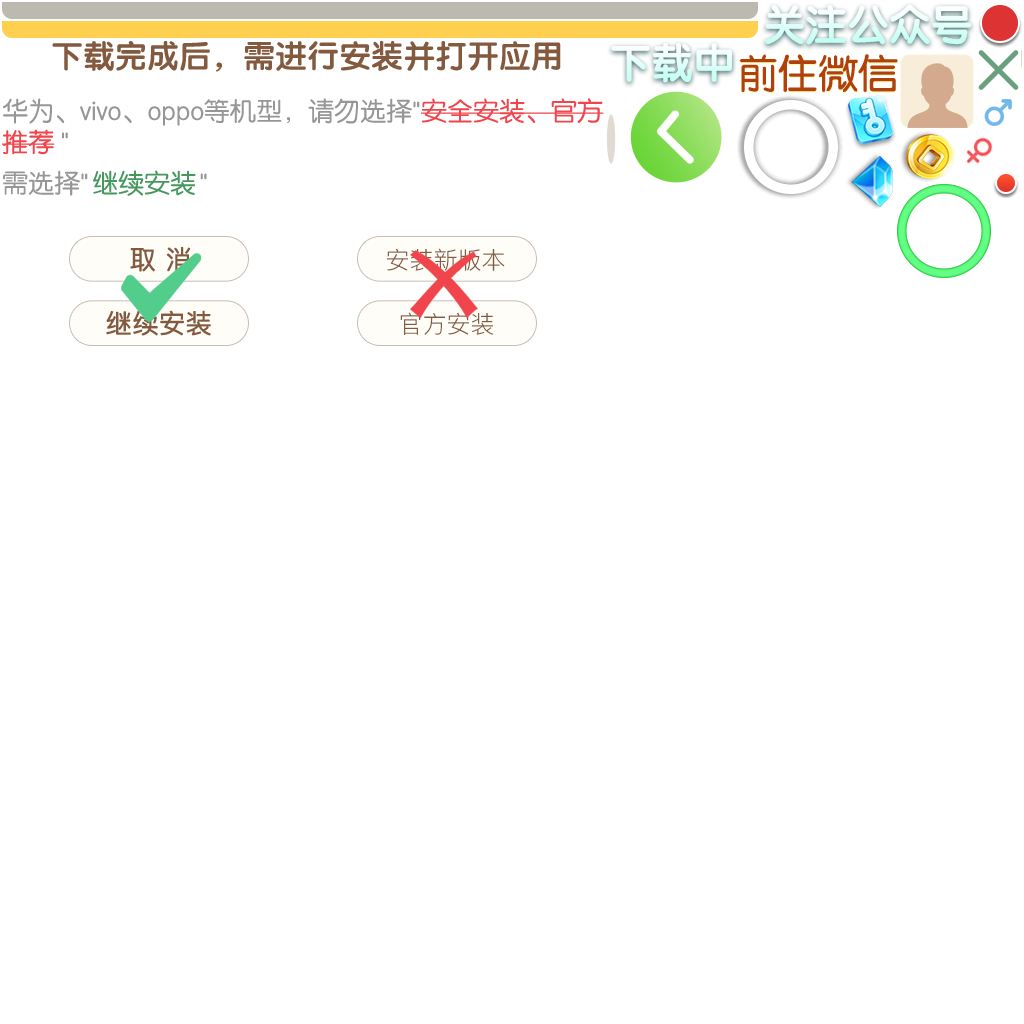 关注公众号
下载完成后，需进行安装并打开应用
下载中
前住微信
华为、vivo、oppo等机型，请勿选择"安全安装、官方
推荐"
需选择"继续安装"
取 消
安装新版本
继续安装
官方安装